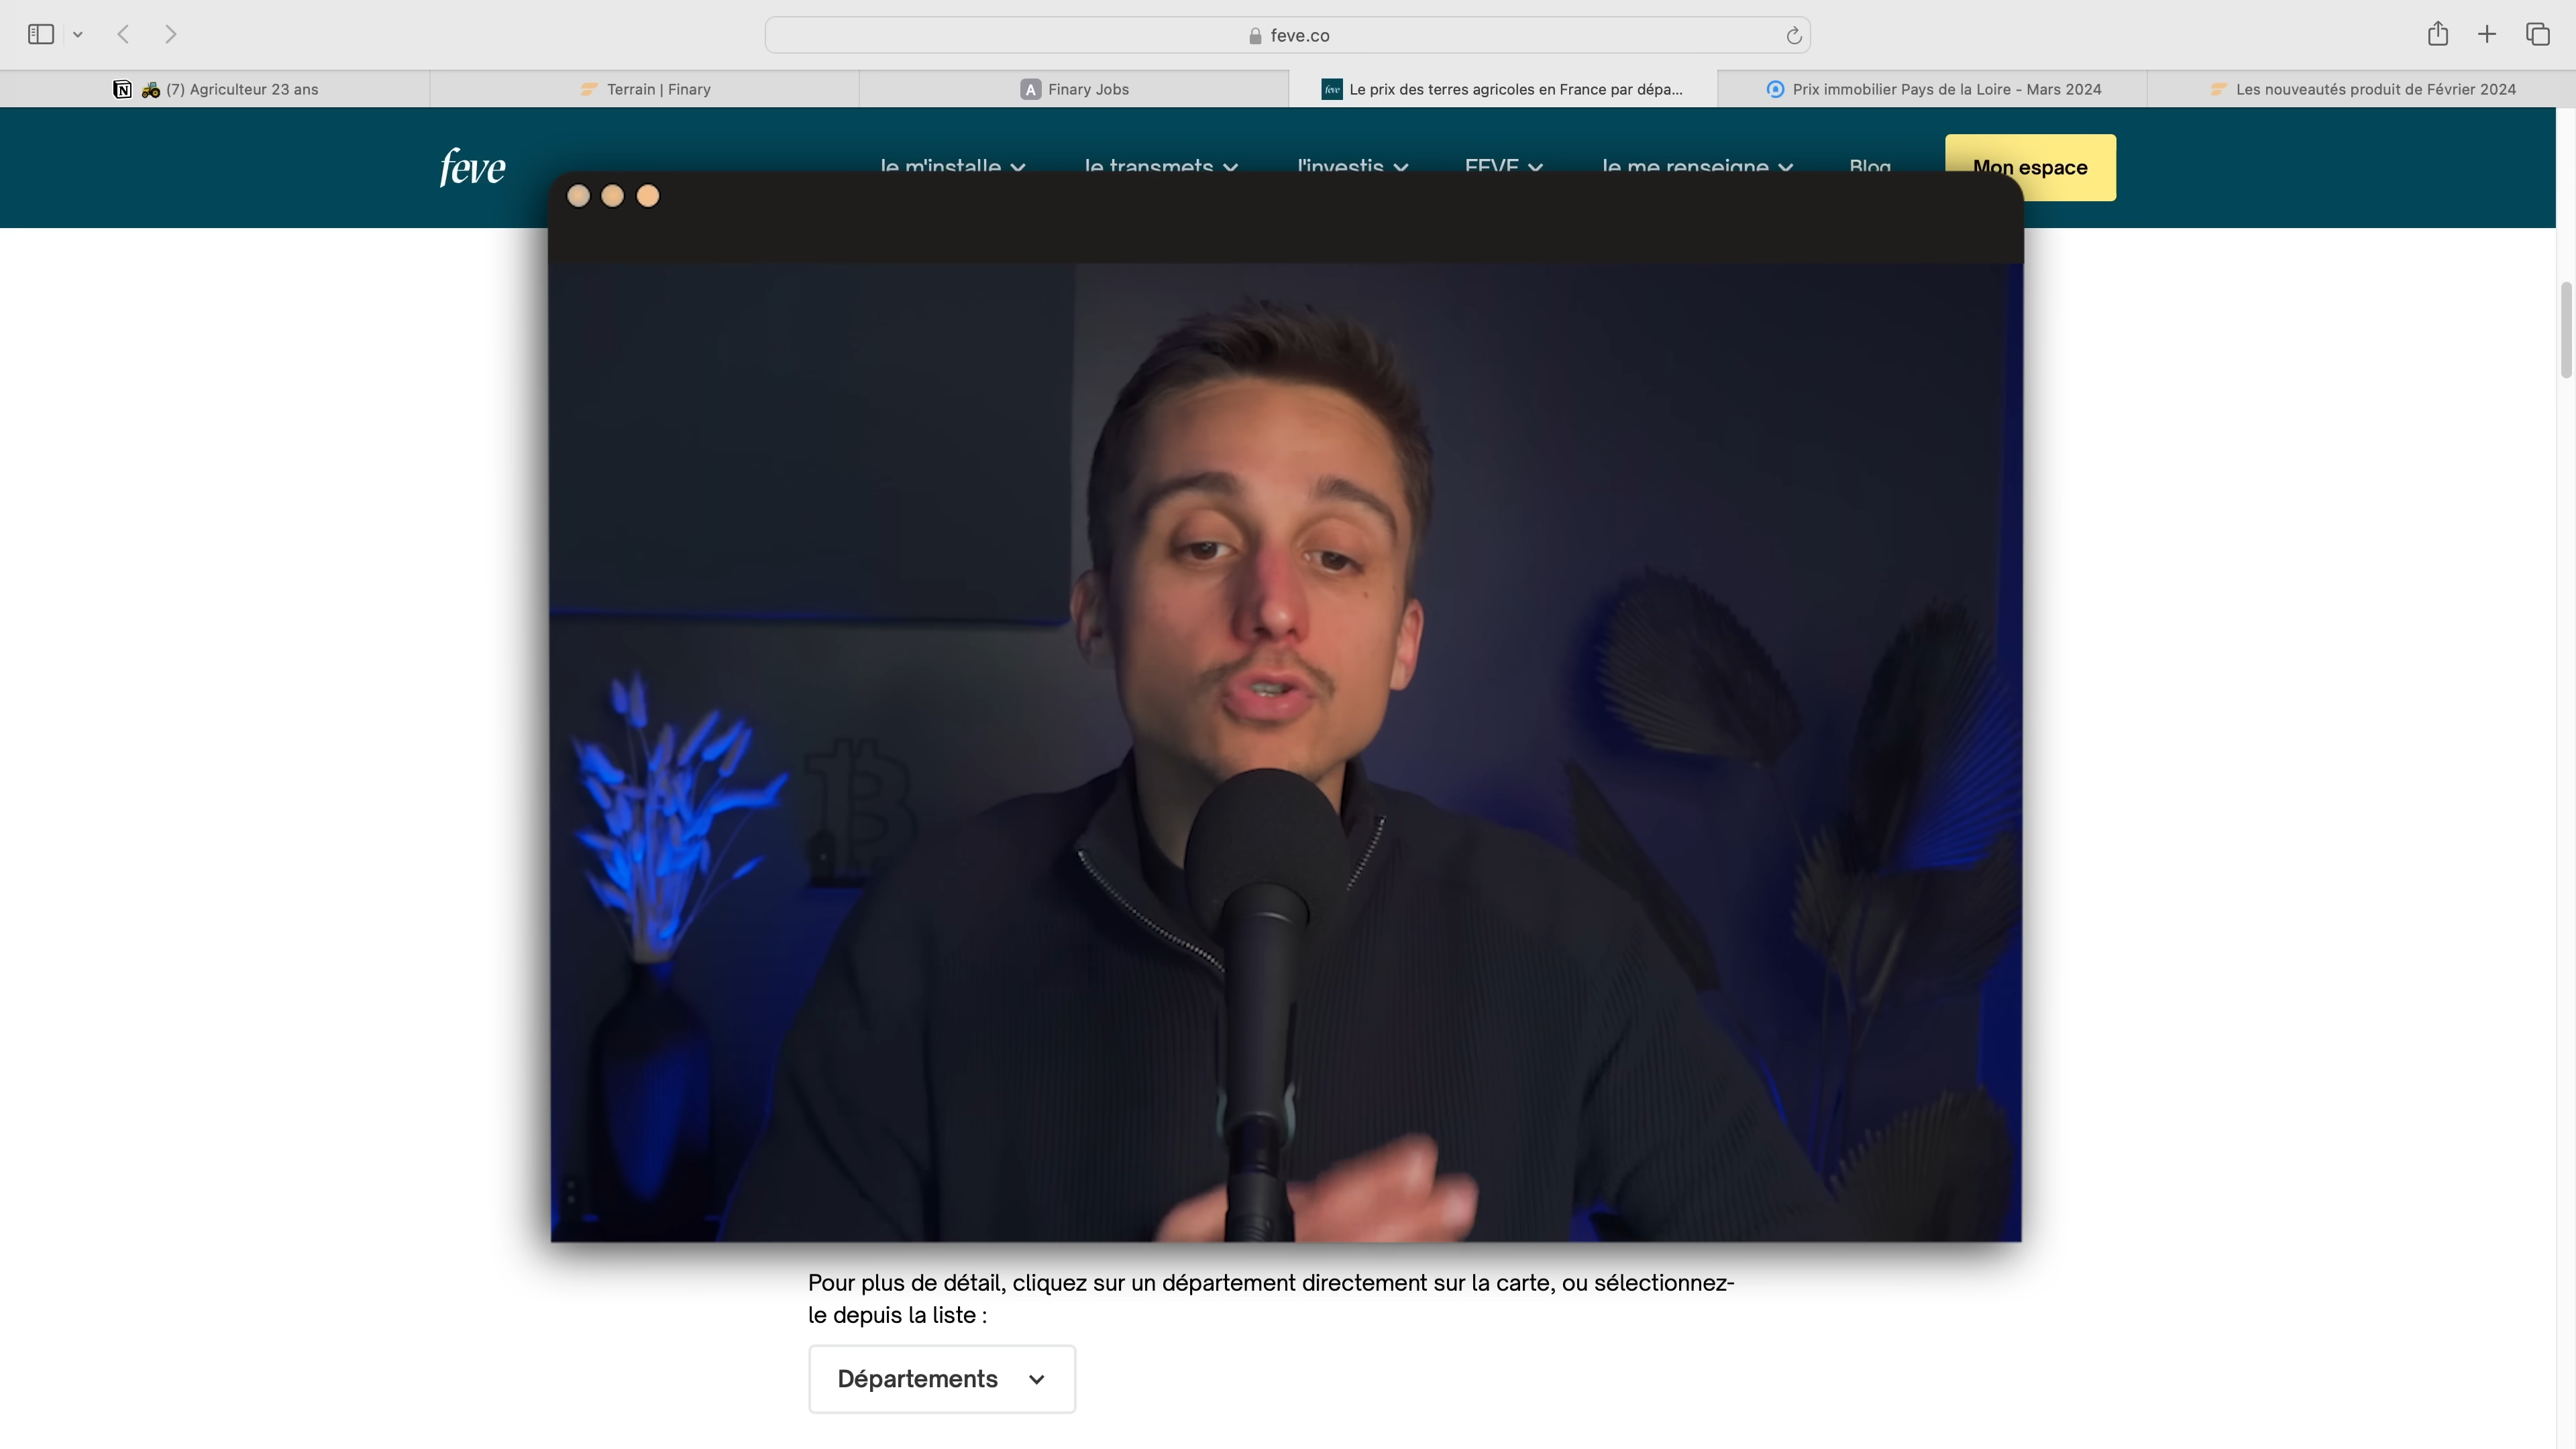 feve.co
(7) Agriculteur 23 ans
Terrain | Finary
A Finary Jobs
feve Le prix des terres agricoles en France par dépa...
Prix immobilier Pays de la Loire - Mars 2024
Les nouveautés produit de Février 2024
feve
Je m'installe
Je transmets
J'investis
FEVE
Je me renseigne
Blog
Mon espace
Pour plus de détail, cliquez sur un département directement sur la carte, ou sélectionnez-
le depuis la liste :
Départements